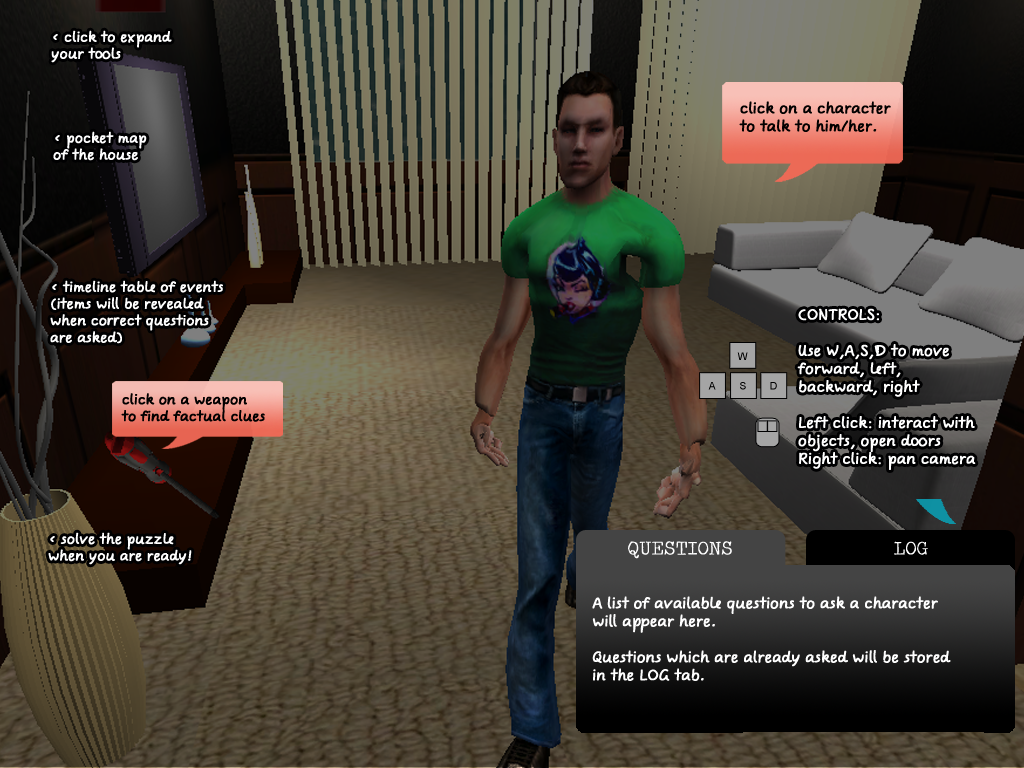 < click to expand
your tools
< pocket map
of the house
click on a character
to talk to him/her.
< timeline table of events
(items will be revealed
when correct questions
are asked)
CONTROLS:
W
A S D
Use W,A,S,D to move
forward, left,
backward, right
Left click: interact with
objects, open doors
Right click: pan camera
click on a weapon
to find factual clues
< solve the puzzle
when you are ready!
QUESTIONS
LOG
A list of available questions to ask a character
will appear here.
Questions which are already asked will be stored
in the LOG tab.